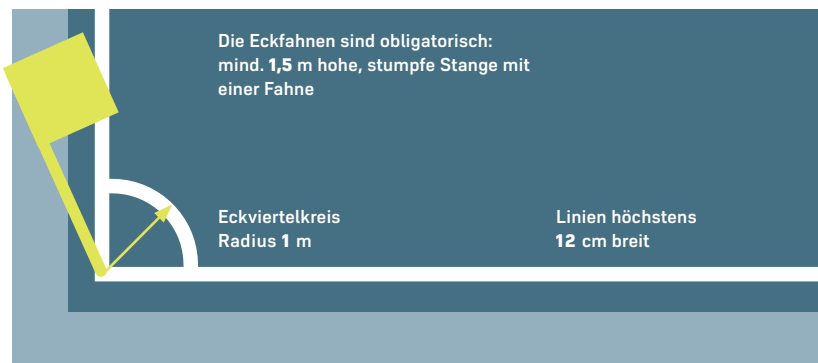 Die Eckfahnen sind obligatorisch:
mind. 1,5 m hohe, stumpfe Stange mit
einer Fahne
Eckviertelkreis
Radius 1 m
Linien höchstens
12 cm breit